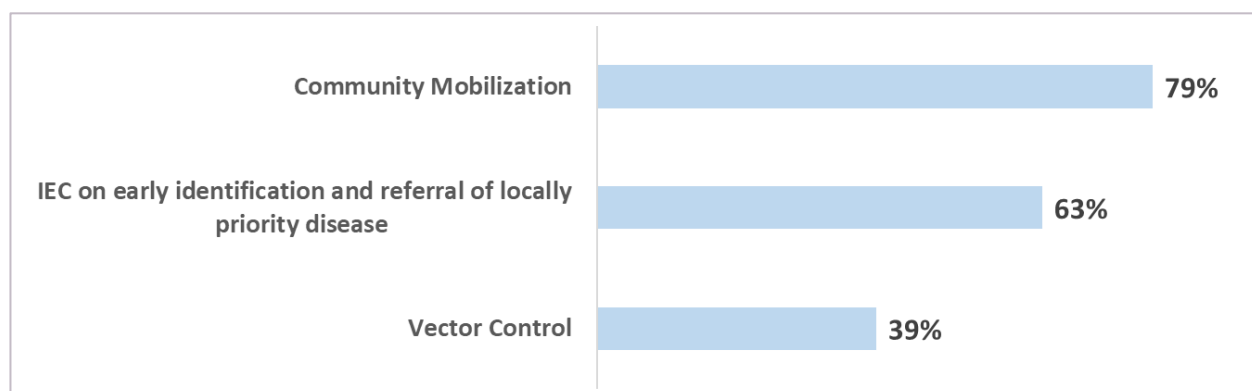 Community Mobilization
79%
IEC on early identification and referral of locally
priority disease
63%
Vector Control
39%